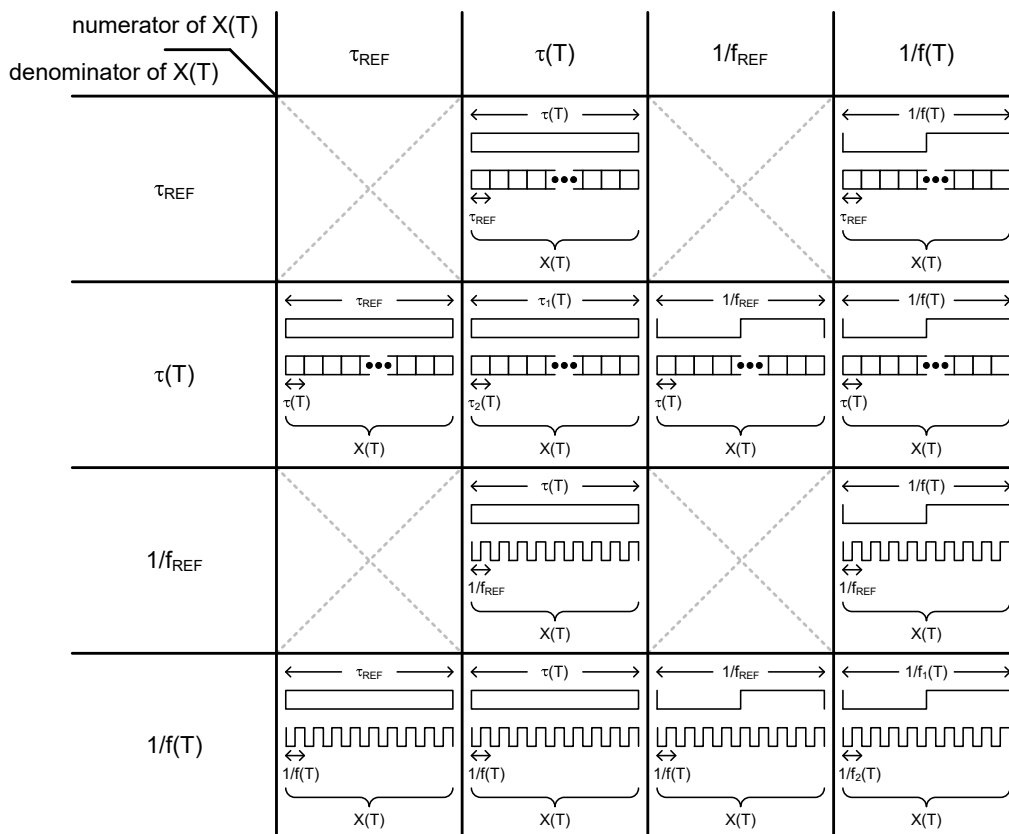 numerator of X(T)
denominator of X(T)
τREF
τ(T)
1/fREF
1/f(T)
τREF
τ(T)
τREF
X(T)
1/f(T)
τREF
X(T)
τ(T)
τREF
τ(T)
X(T)
τ1(T)
τ2(T)
X(T)
1/fREF
τ(T)
X(T)
1/f(T)
τ(T)
X(T)
1/fREF
τ(T)
1/fREF
X(T)
1/f(T)
1/fREF
X(T)
1/f(T)
τREF
1/f(T)
X(T)
τ(T)
1/f(T)
X(T)
1/fREF
1/f(T)
X(T)
1/f1(T)
1/f2(T)
X(T)